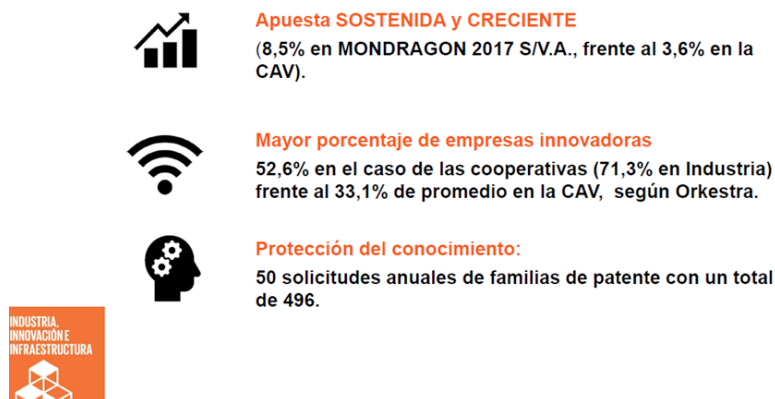 Apuesta SOSTENIDA y CRECIENTE
(8,5% en MONDRAGON 2017 S/V.A., frente al 3,6% en la
CAV).
Mayor porcentaje de empresas innovadoras
52,6% en el caso de las cooperativas (71,3% en Industria)
frente al 33,1% de promedio en la CAV, según Orkestra.
Protección del conocimiento:
50 solicitudes anuales de familias de patente con un total
de 496.
INDUSTRIA,
INNOVACIÓN E
INFRAESTRUCTURA